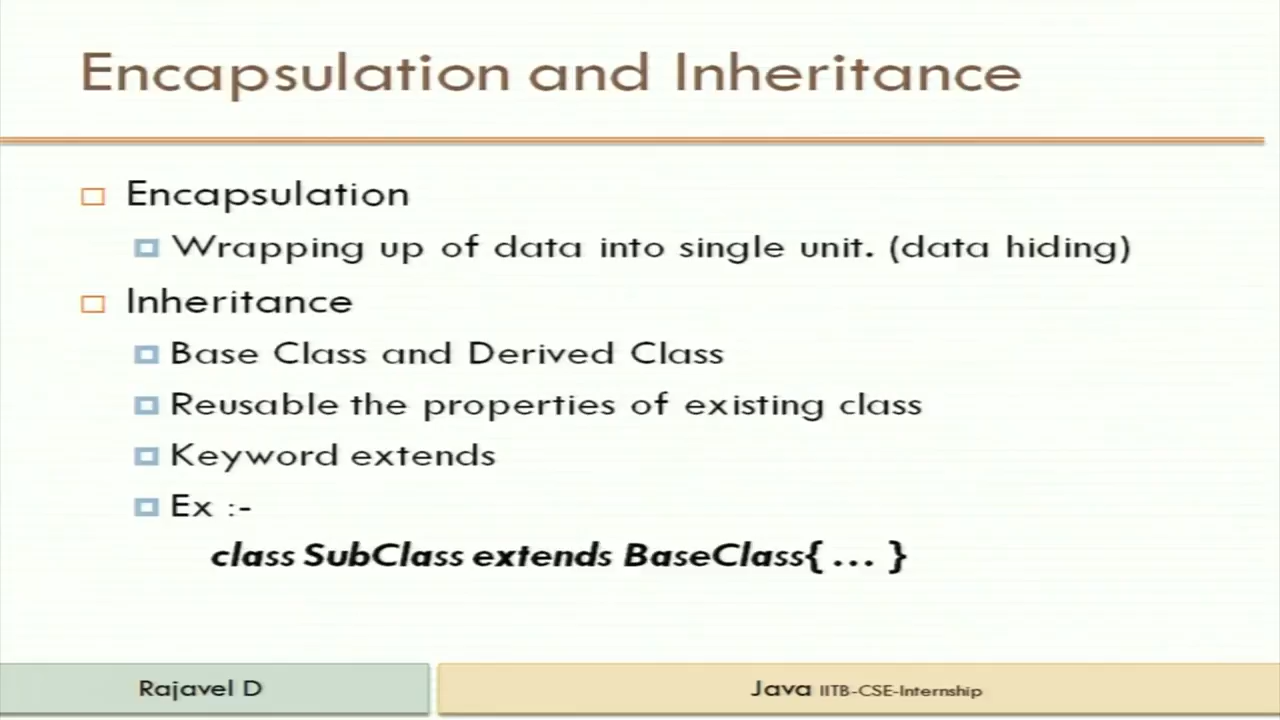 Encapsulation and Inheritance
Encapsulation
Wrapping up of data into single unit. (data hiding)
Inheritance
Base Class and Derived Class
Reusable the properties of existing class
Keyword extends
Ex :-
class SubClass extends BaseClass{ ... }
Rajavel D
Java IITB-CSE-Internship